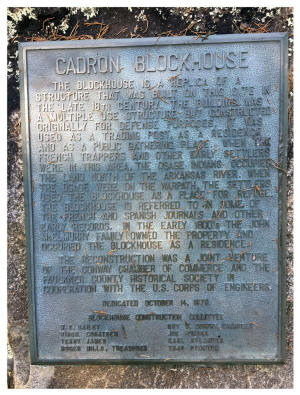 CADRON BLOCKHOUSE
THE BLOCKHOUSE IS A REPLICA OF A
STRUCTURE THAT WAS BUILT ON THIS SITE IN
THE LATE 18TH CENTURY. THE BUILDING WAS
A MULTIPLE USE STRUCTURE AND CONSTRUCTED
ORIGINALLY FOR DEFENSE PURPOSES. IT WAS
USED AS A TRADING POST, AS A RESIDENCE,
AND AS A PUBLIC GATHERING PLACE. WHEN
FRENCH TRAPPERS AND OTHER EARLY SETTLERS
WERE IN THIS AREA, THE OSAGE INDIANS OCCUPIED
THE LAND NORTH OF THE ARKANSAS RIVER. WHEN
THE OSAGE WERE ON THE WARPATH, THE SETTLERS
USED THE BLOCKHOUSE AS A PLACE OF REFUGE.
THE BLOCKHOUSE IS REFERRED TO IN SOME OF
THE FRENCH AND SPANISH JOURNALS AND OTHER
EARLY RECORDS. IN THE EARLY 1800'S THE JOHN
FAMILY OWNED THE PROPERTY AND
OCCUPIED THE BLOCKHOUSE AS A RESIDENCE.
THE RECONSTRUCTION WAS A JOINT VENTURE
OF THE CONWAY CHAMBER OF COMMERCE AND THE
FAULKNER COUNTY HISTORICAL SOCIETY IN
COOPERATION WITH THE U.S. CORPS OF ENGINEERS.
DEDICATED OCTOBER 14, 1979
BLOCKHOUSE CONSTRUCTION COMMITTEE